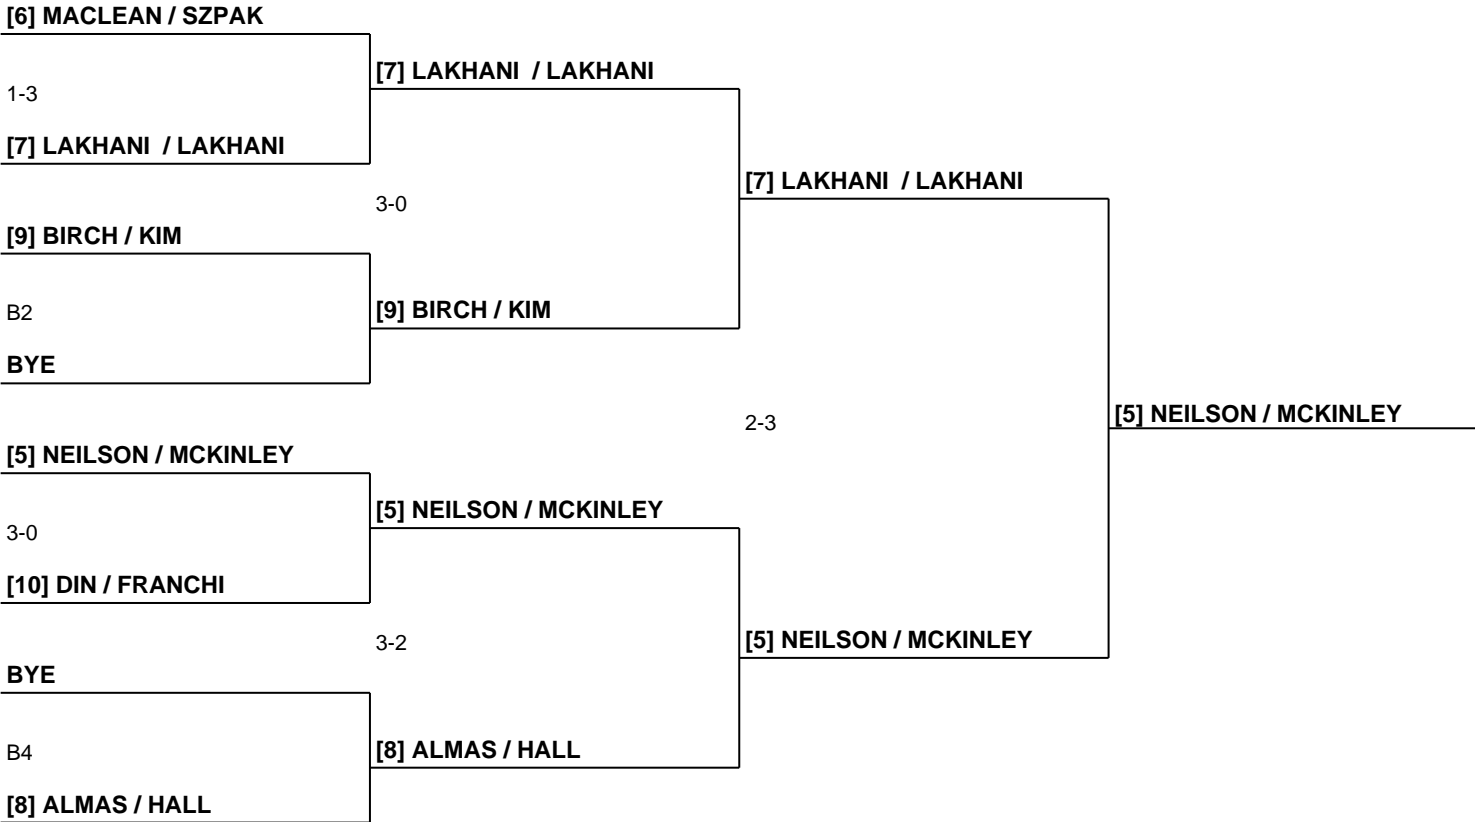 [6] MACLEAN / SZPAK
[7] LAKHANI  / LAKHANI
1-3
[7] LAKHANI  / LAKHANI
[7] LAKHANI  / LAKHANI
3-0
[9] BIRCH / KIM
[9] BIRCH / KIM
B2
BYE
[5] NEILSON / MCKINLEY
2-3
[5] NEILSON / MCKINLEY
[5] NEILSON / MCKINLEY
3-0
[10] DIN / FRANCHI
3-2
[5] NEILSON / MCKINLEY
BYE
[8] ALMAS / HALL
B4
[8] ALMAS / HALL